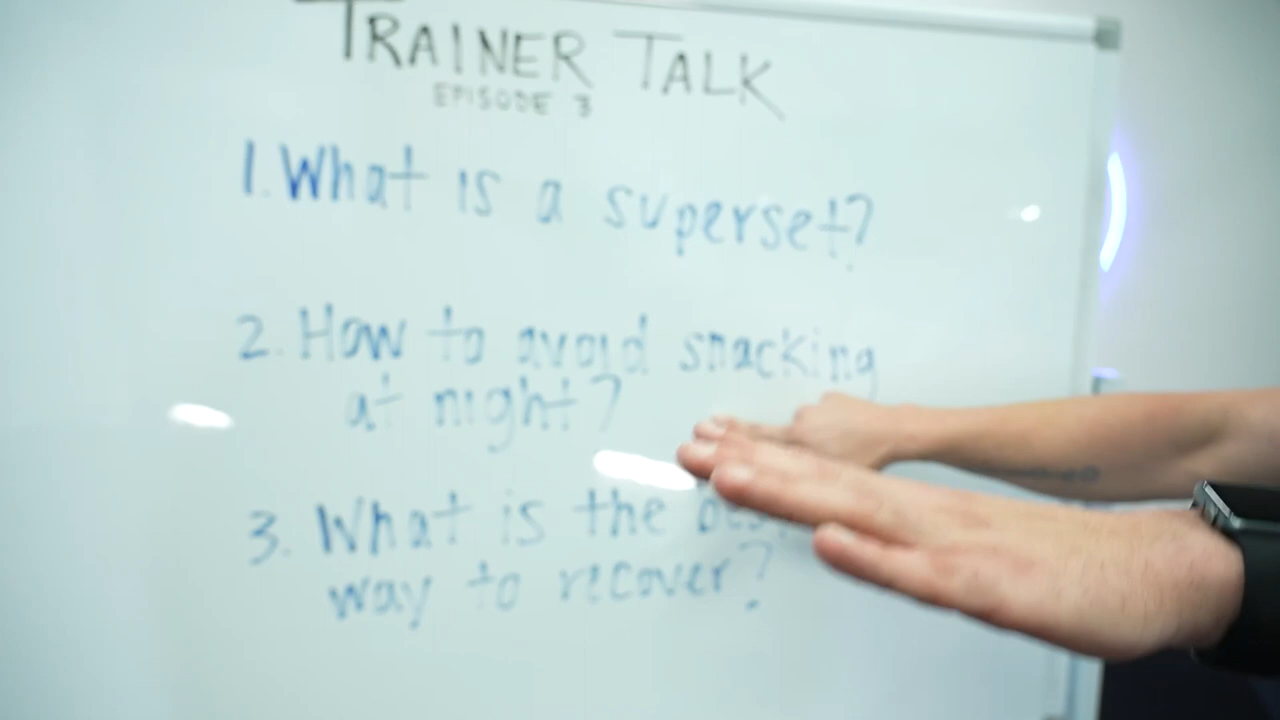 TRAINER TALK
EPISODE 3
1. What is a superset?
2. How to avoid snacking
at night?
3. What is the
way to recover?